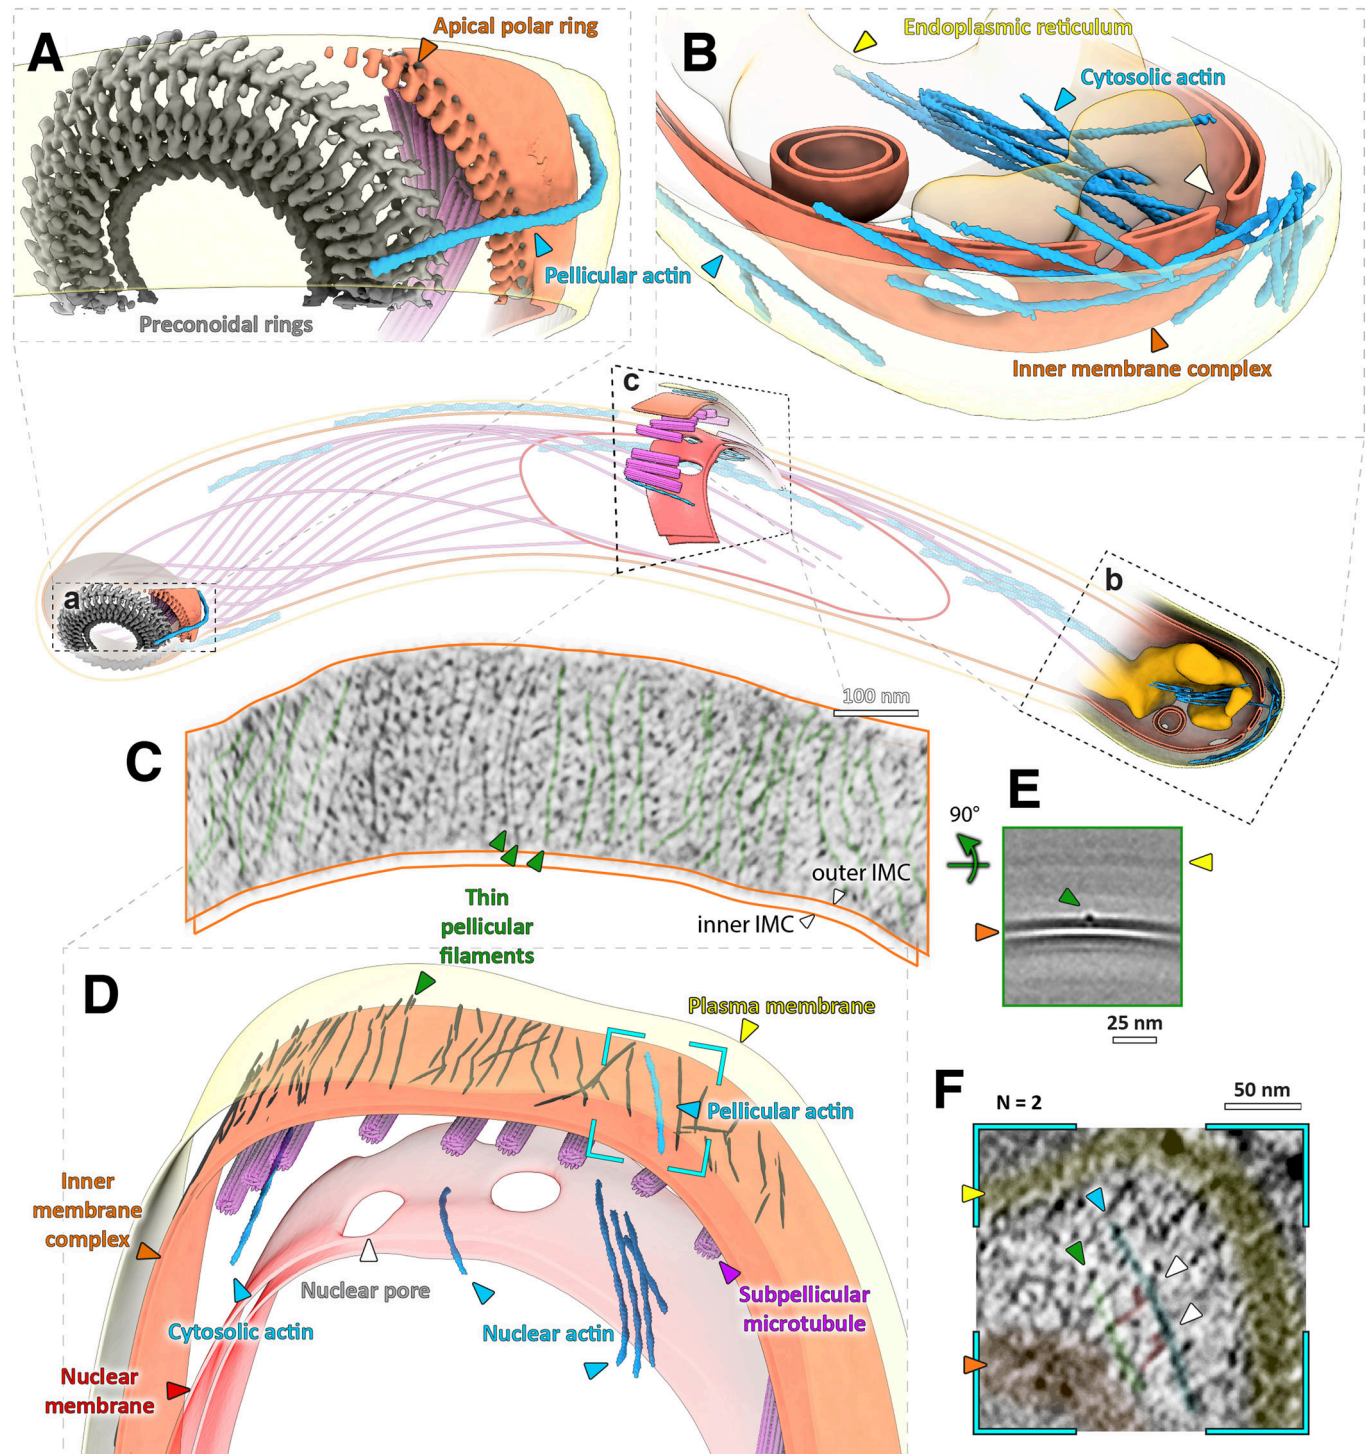 A
Apical polar ring
Pellicular actin
Preconoidal rings
B
Endoplasmic reticulum
Cytosolic actin
Inner membrane complex
c
a
b
C
100 nm
outer IMC
inner IMC
Thin
pellicular
filaments
90°
E
25 nm
D
Plasma membrane
Pellicular actin
Inner
membrane
complex
Nuclear pore
Cytosolic actin
Nuclear actin
Subpellicular
microtubule
Nuclear
membrane
F
N = 2
50 nm